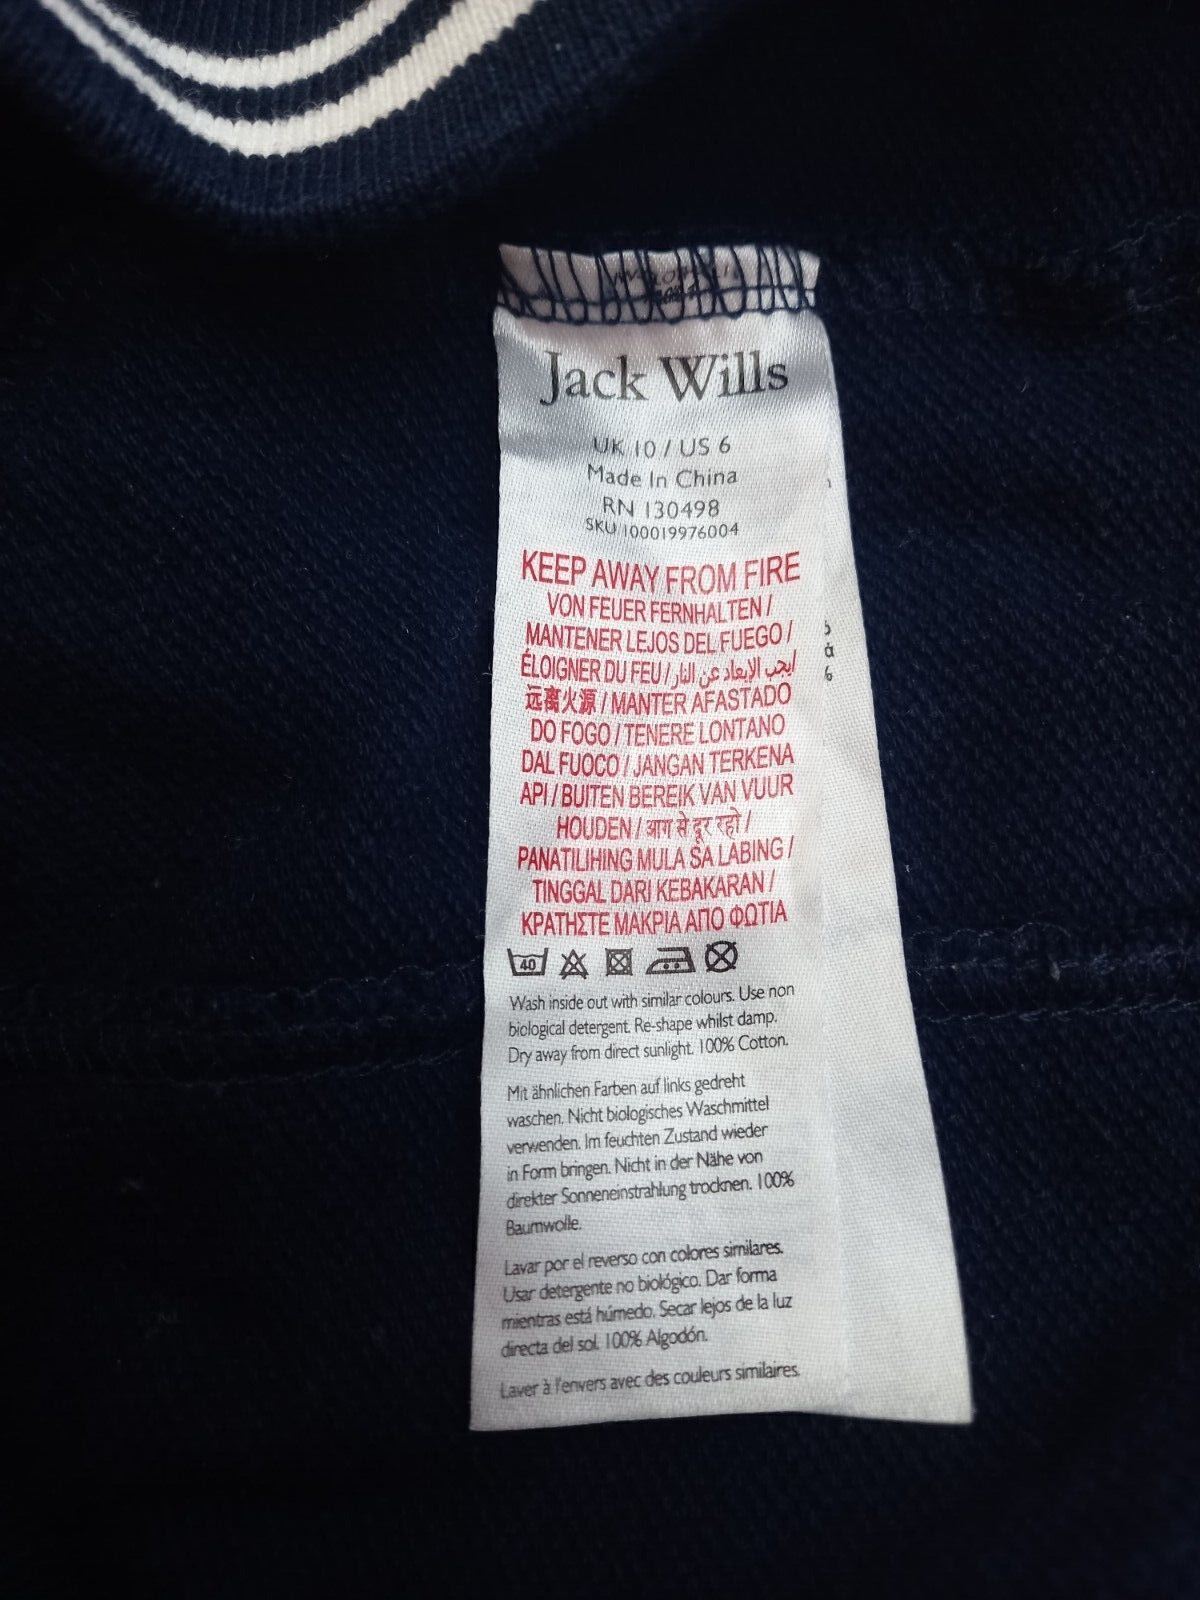 Jack Wills
UK 10 / US 6
Made In China
RN 130498
SKU 100019976004
KEEP AWAY FROM FIRE
VON FEUER FERNHALTEN /
MANTENER LEJOS DEL FUEGO /
ÉLOIGNER DU FEU / الإبعاد عن النار
远离火源 / MANTER AFASTADO
DO FOGO / TENERE LONTANO
DAL FUOCO / JANGAN TERKENA
API / BUITEN BEREIK VAN VUUR
HOUDEN / आग से दूर रहो /
PANATILIHING MULA SA LABING /
TINGGAL DARI KEBAKARAN /
ΚΡΑΤΗΣΤΕ ΜΑΚΡΙΑ ΑΠΟ ΦΩΤΙΑ
40
Wash inside out with similar colours. Use non
biological detergent. Re-shape whilst damp.
Dry away from direct sunlight. 100% Cotton.
Mit ähnlichen Farben auf links gedreht
waschen. Nicht biologisches Waschmittel
verwenden. Im feuchten Zustand wieder
in Form bringen. Nicht in der Nähe von
direkter Sonneneinstrahlung trocknen. 100%
Baumwolle.
Lavar por el reverso con colores similares.
Usar detergente no biológico. Dar forma
mientras está húmedo. Secar lejos de la luz
directa del sol. 100% Algodón.
Laver à l'envers avec des couleurs similaires.